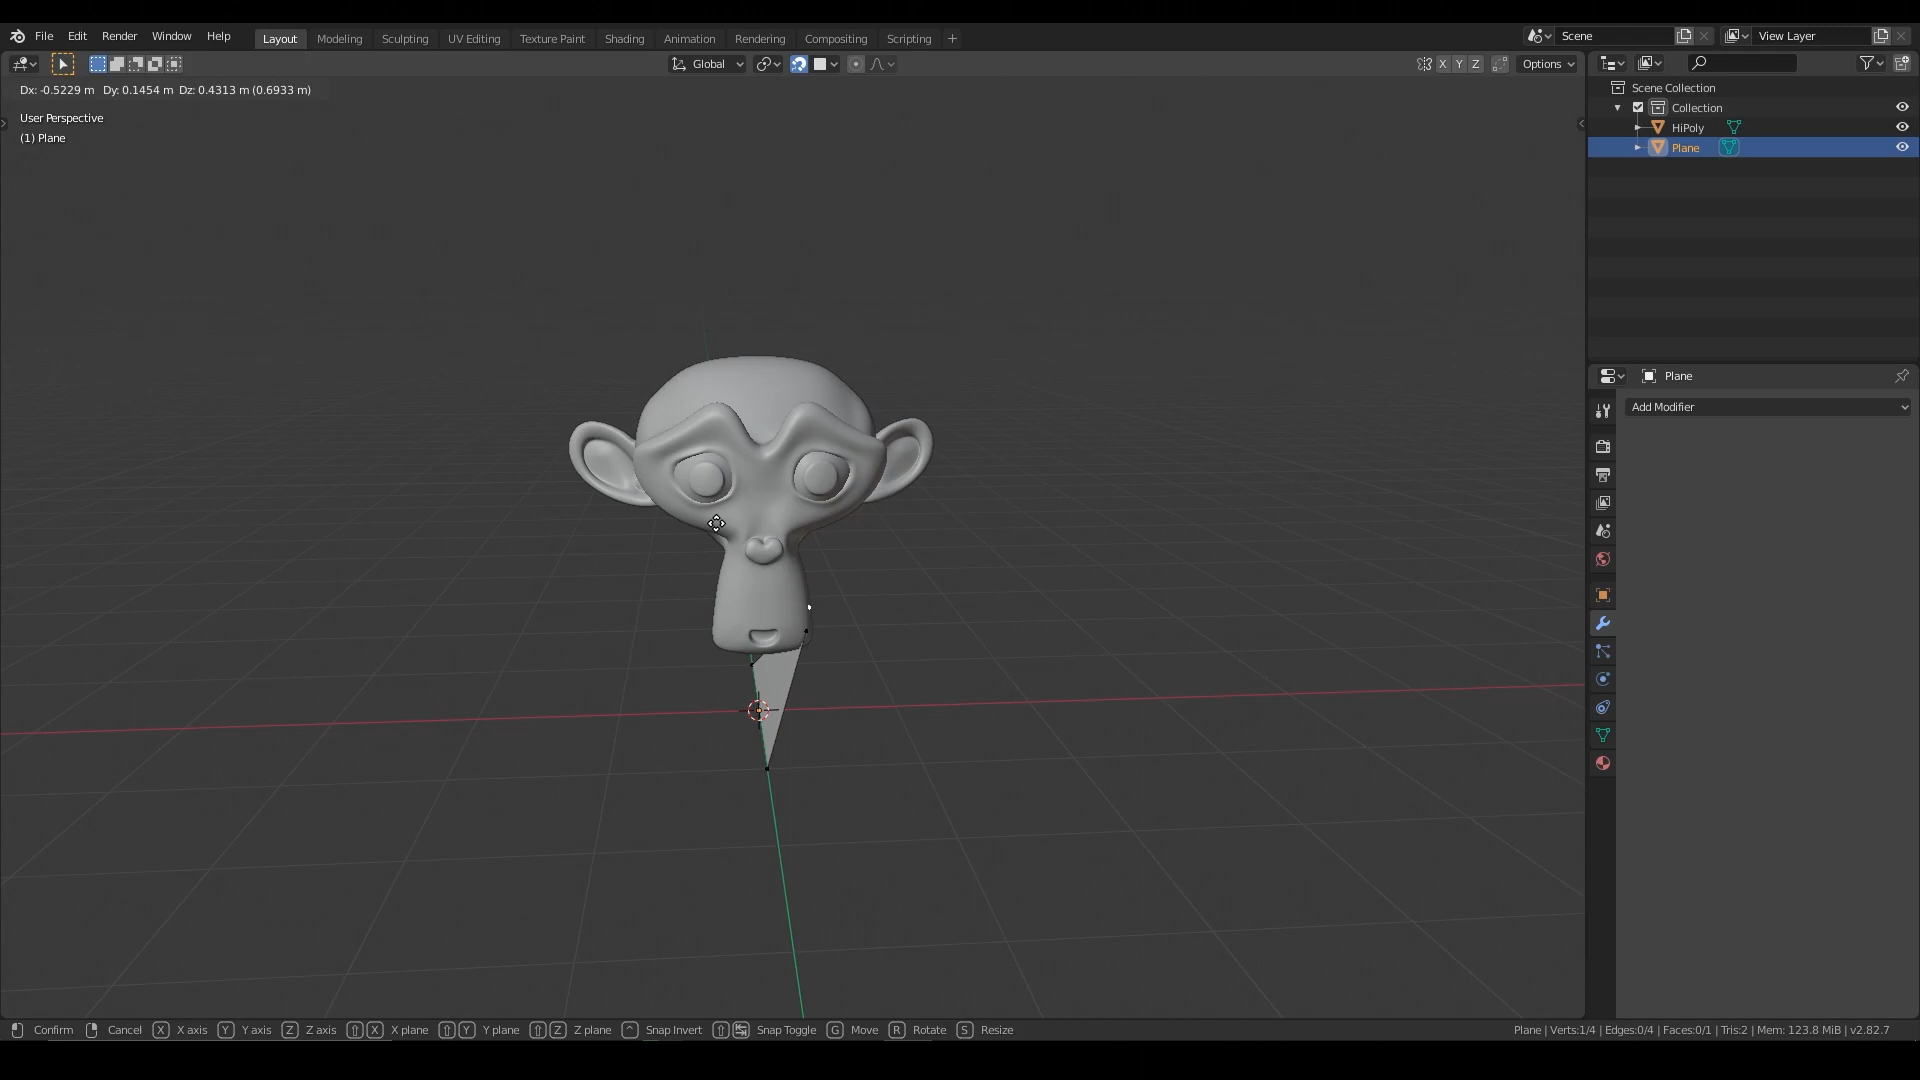 File Edit Render Window Help Layout Modeling Sculpting UV Editing Texture Paint Shading Animation Rendering Compositing Scripting + Scene View Layer
Global X Y Z Options
Dx: -0.5229 m Dy: 0.1454 m Dz: 0.4313 m (0.6933 m)
User Perspective
(1) Plane
Scene Collection
Collection
HiPoly
Plane
Plane
Add Modifier
Confirm Cancel X X axis Y Y axis Z Z axis X X plane Y Y plane Z Z plane ^ Snap Invert Snap Toggle G Move R Rotate S Resize Plane | Verts:1/4 | Edges:0/4 | Faces:0/1 | Tris:2 | Mem: 123.8 MiB | v2.82.7